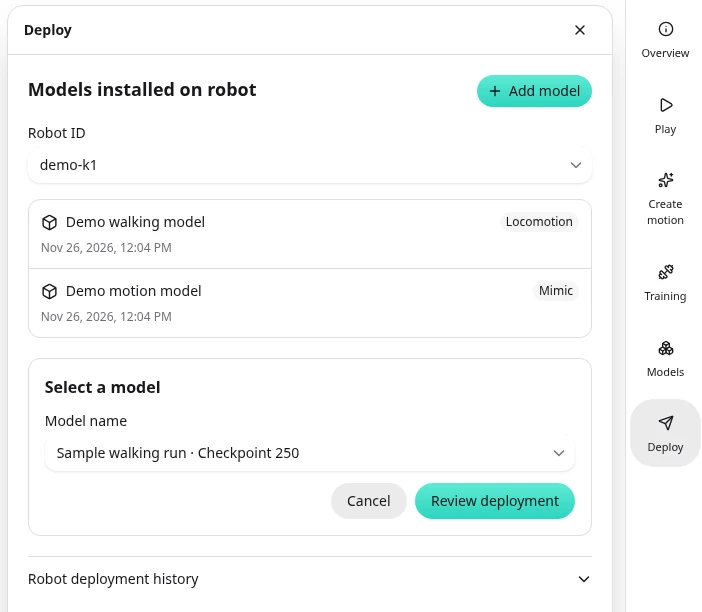 Deploy
Models installed on robot
Add model
Robot ID
demo-k1
Demo walking model
Locomotion
Nov 26, 2026, 12:04 PM
Demo motion model
Mimic
Nov 26, 2026, 12:04 PM
Select a model
Model name
Sample walking run · Checkpoint 250
Cancel
Review deployment
Robot deployment history
Overview
Play
Create
motion
Training
Models
Deploy